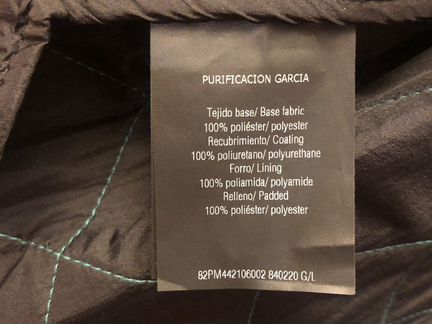 PURIFICACION GARCIA
Tejido base/ Base fabric
100% poliéster/ polyester
Recubrimiento/ Coating
100% poliuretano/ polyurethane
Forro/ Lining
100% poliamida/ polyamide
Relleno/ Padded
100% poliéster/ polyester
82PM442106002 840220 G/L